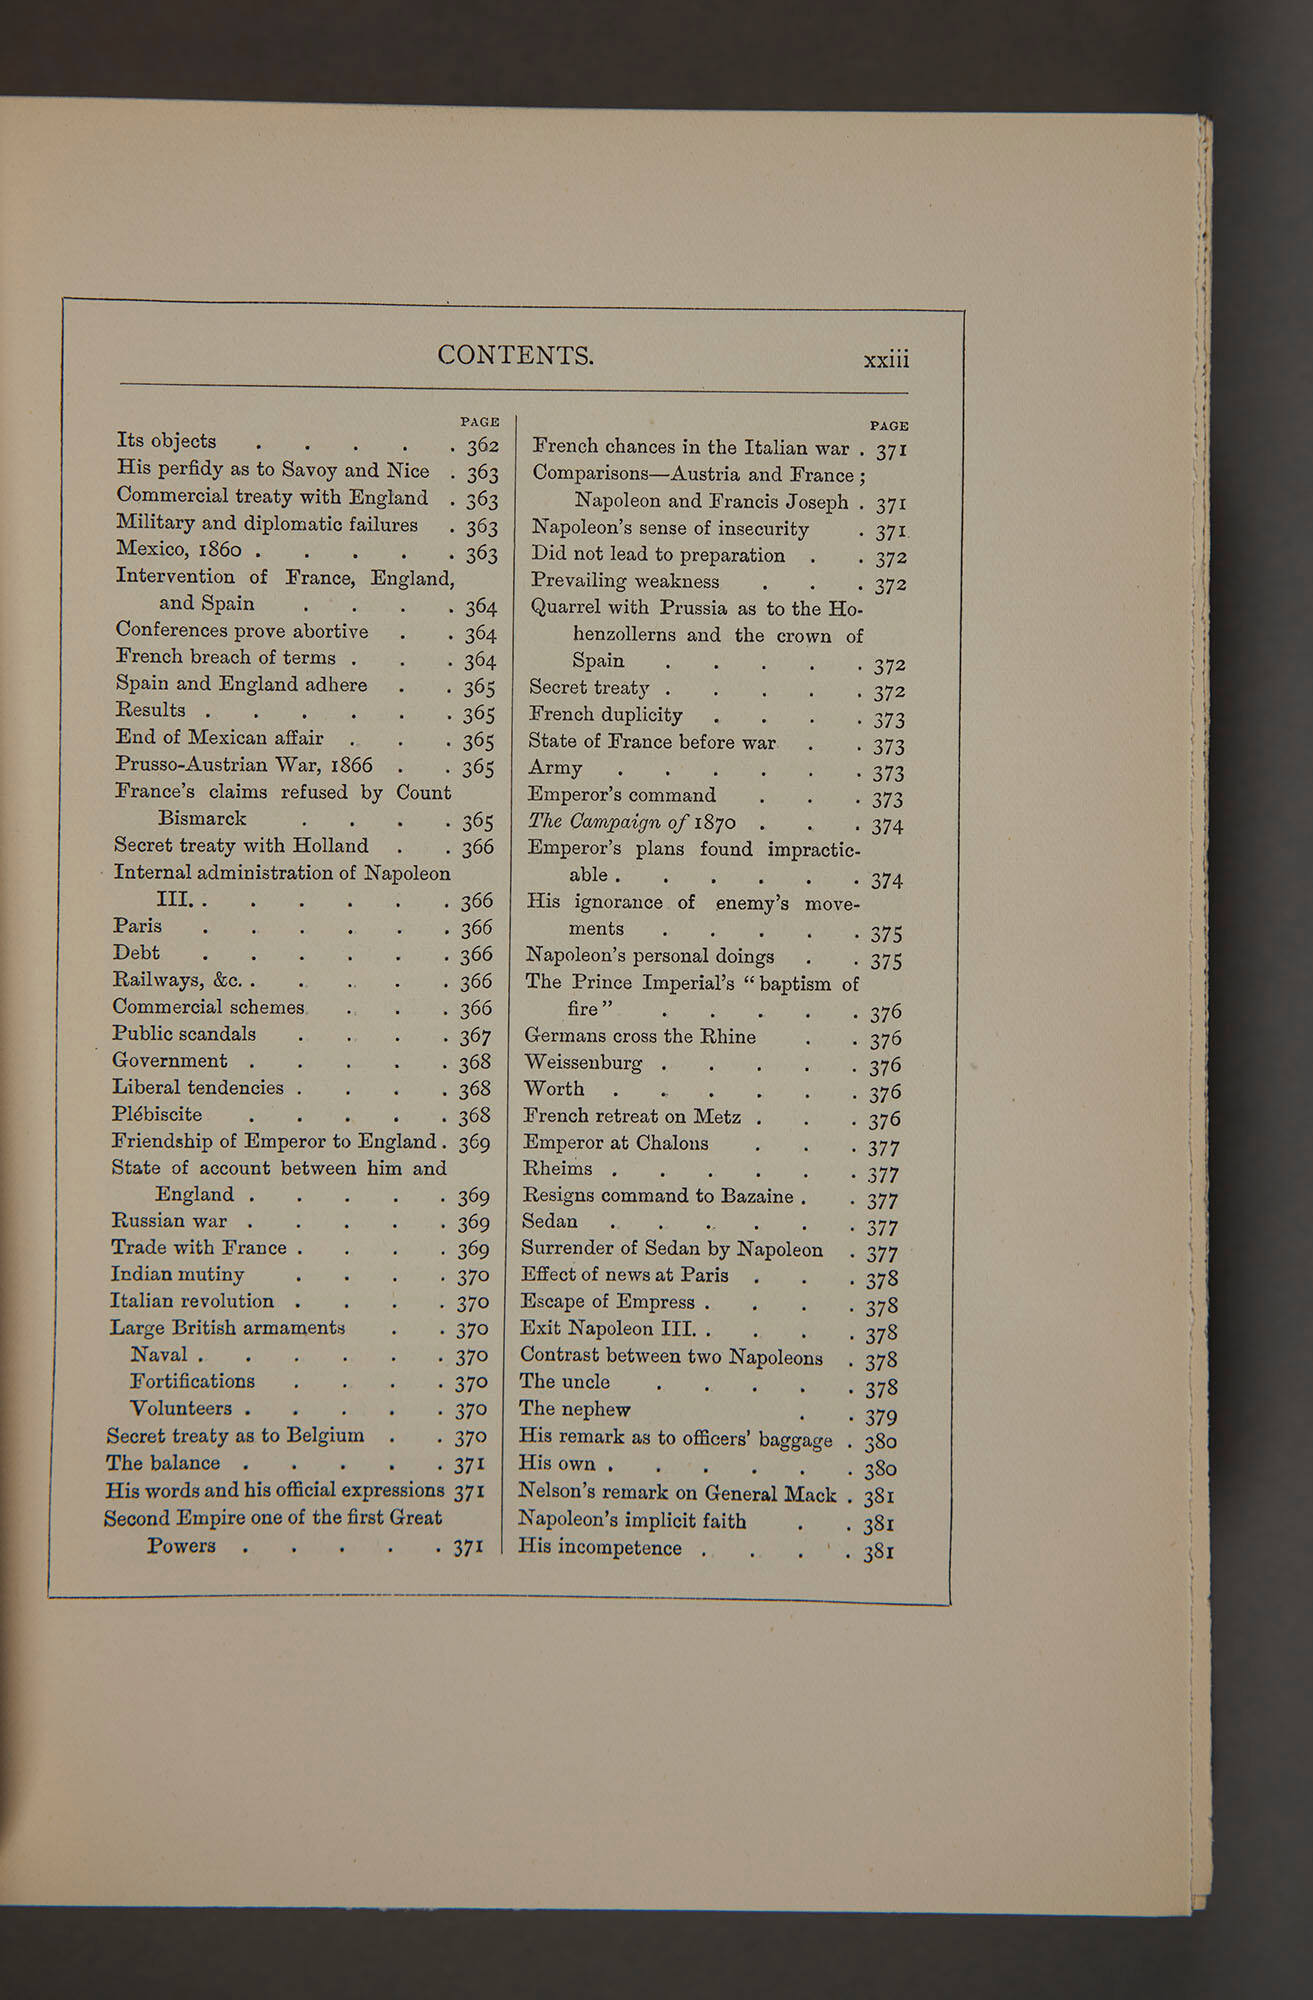 CONTENTS. xxiii
PAGE
Its objects . . . . . 362
His perfidy as to Savoy and Nice . 363
Commercial treaty with England . 363
Military and diplomatic failures . 363
Mexico, 1860 . . . . . 363
Intervention of France, England,
and Spain . . . . 364
Conferences prove abortive . . 364
French breach of terms . . . 364
Spain and England adhere . . 365
Results . . . . . . 365
End of Mexican affair . . . 365
Prusso-Austrian War, 1866 . . 365
France's claims refused by Count
Bismarck . . . . 365
Secret treaty with Holland . . 366
Internal administration of Napoleon
III. . . . . . . 366
Paris . . . . . . 366
Debt . . . . . . 366
Railways, &c. . . . . . 366
Commercial schemes . . . 366
Public scandals . . . . 367
Government . . . . . 368
Liberal tendencies . . . . 368
Plébiscite . . . . . 368
Friendship of Emperor to England . 369
State of account between him and
England . . . . . 369
Russian war . . . . . 369
Trade with France . . . . 369
Indian mutiny . . . . 370
Italian revolution . . . . 370
Large British armaments . . 370
Naval . . . . . . 370
Fortifications . . . . 370
Volunteers . . . . . 370
Secret treaty as to Belgium . . 370
The balance . . . . . 371
His words and his official expressions 371
Second Empire one of the first Great
Powers . . . . . 371
PAGE
French chances in the Italian war . 371
Comparisons—Austria and France ;
Napoleon and Francis Joseph . 371
Napoleon's sense of insecurity . 371
Did not lead to preparation . . 372
Prevailing weakness . . . 372
Quarrel with Prussia as to the Ho-
henzollerns and the crown of
Spain . . . . . 372
Secret treaty . . . . . 372
French duplicity . . . . 373
State of France before war . . 373
Army . . . . . . 373
Emperor's command . . . 373
The Campaign of 1870 . . . 374
Emperor's plans found impractic-
able . . . . . . 374
His ignorance of enemy's move-
ments . . . . . 375
Napoleon's personal doings . . 375
The Prince Imperial's "baptism of
fire" . . . . . 376
Germans cross the Rhine . . 376
Weissenburg . . . . . 376
Worth . . . . . . 376
French retreat on Metz . . . 376
Emperor at Chalons . . . 377
Rheims . . . . . . 377
Resigns command to Bazaine . . 377
Sedan . . . . . . 377
Surrender of Sedan by Napoleon . 377
Effect of news at Paris . . . 378
Escape of Empress . . . . 378
Exit Napoleon III. . . . . 378
Contrast between two Napoleons . 378
The uncle . . . . . 378
The nephew . . 379
His remark as to officers' baggage . 380
His own . . . . . . 380
Nelson's remark on General Mack . 381
Napoleon's implicit faith . . 381
His incompetence . . . . 381